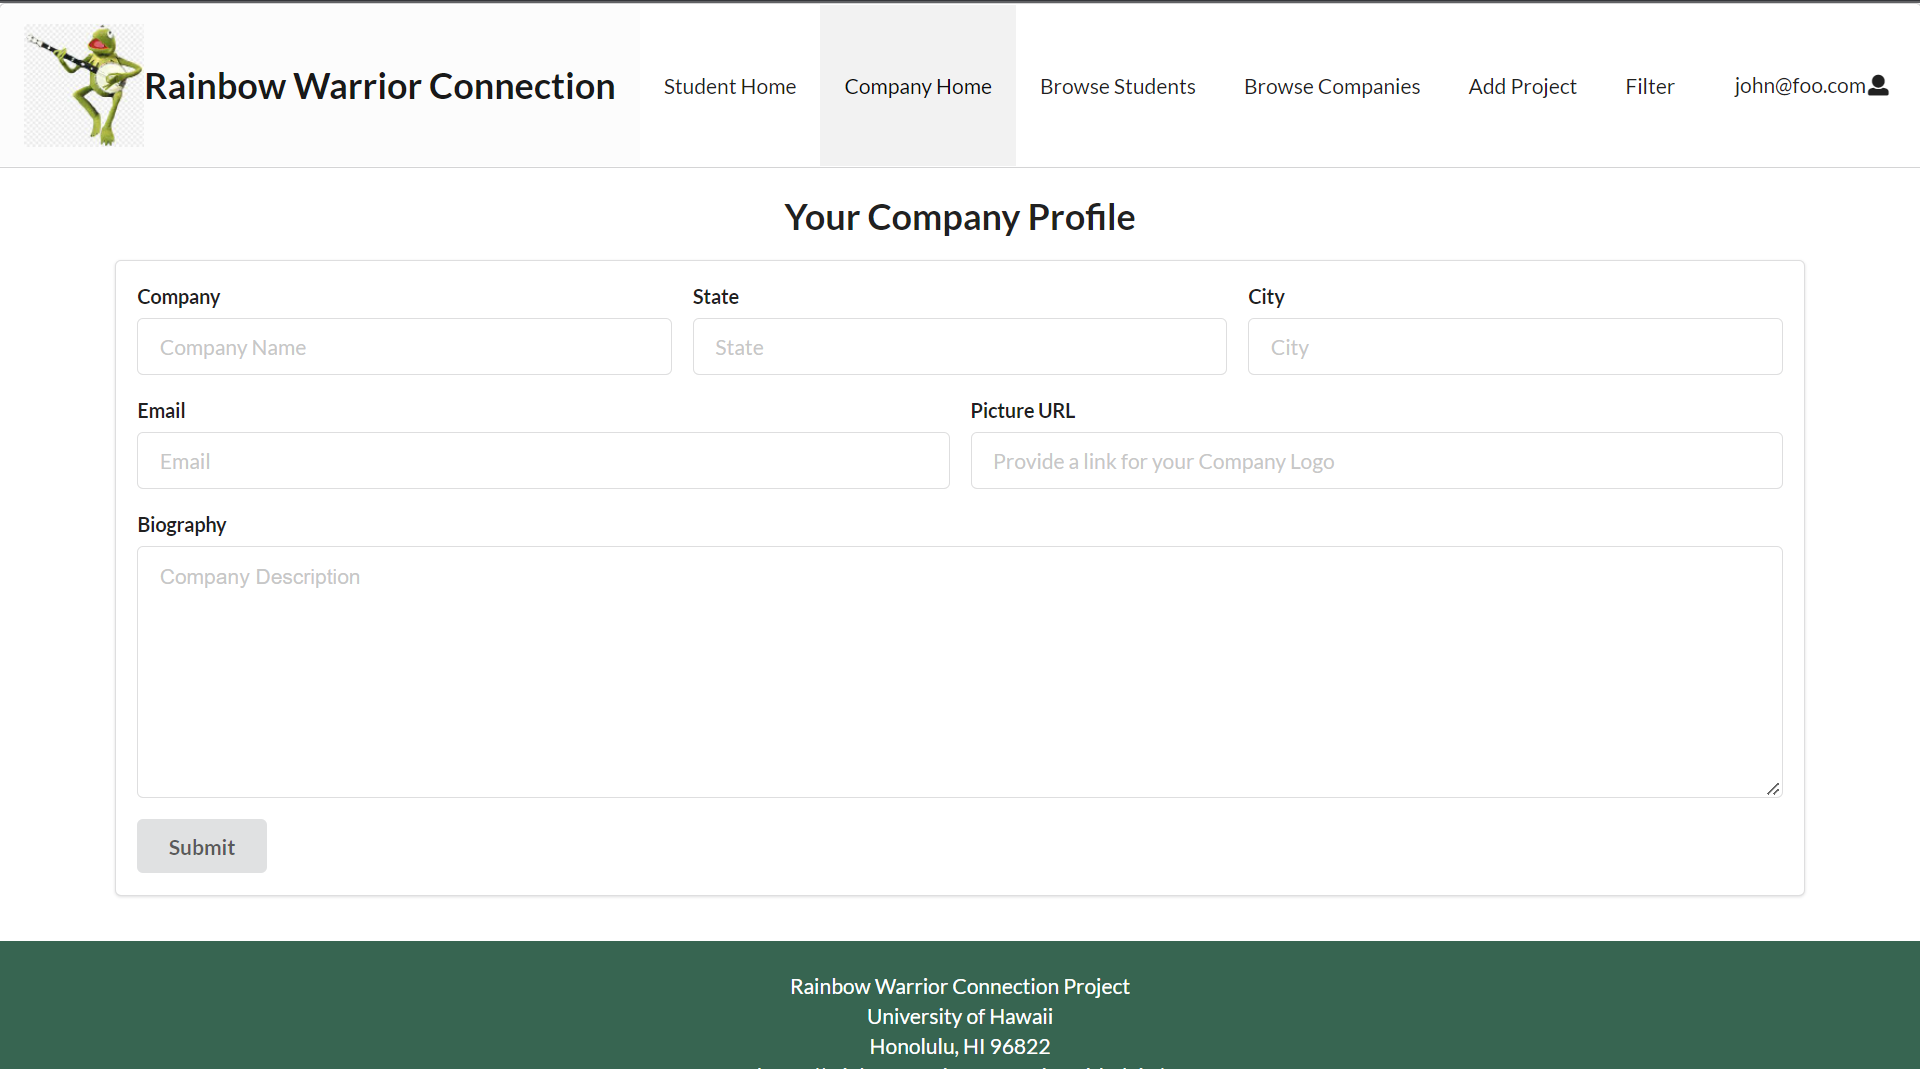 Rainbow Warrior Connection
Student Home
Company Home
Browse Students
Browse Companies
Add Project
Filter
john@foo.com
Your Company Profile
Company
State
City
Company Name
State
City
Email
Picture URL
Email
Provide a link for your Company Logo
Biography
Company Description
Submit
Rainbow Warrior Connection Project
University of Hawaii
Honolulu, HI 96822